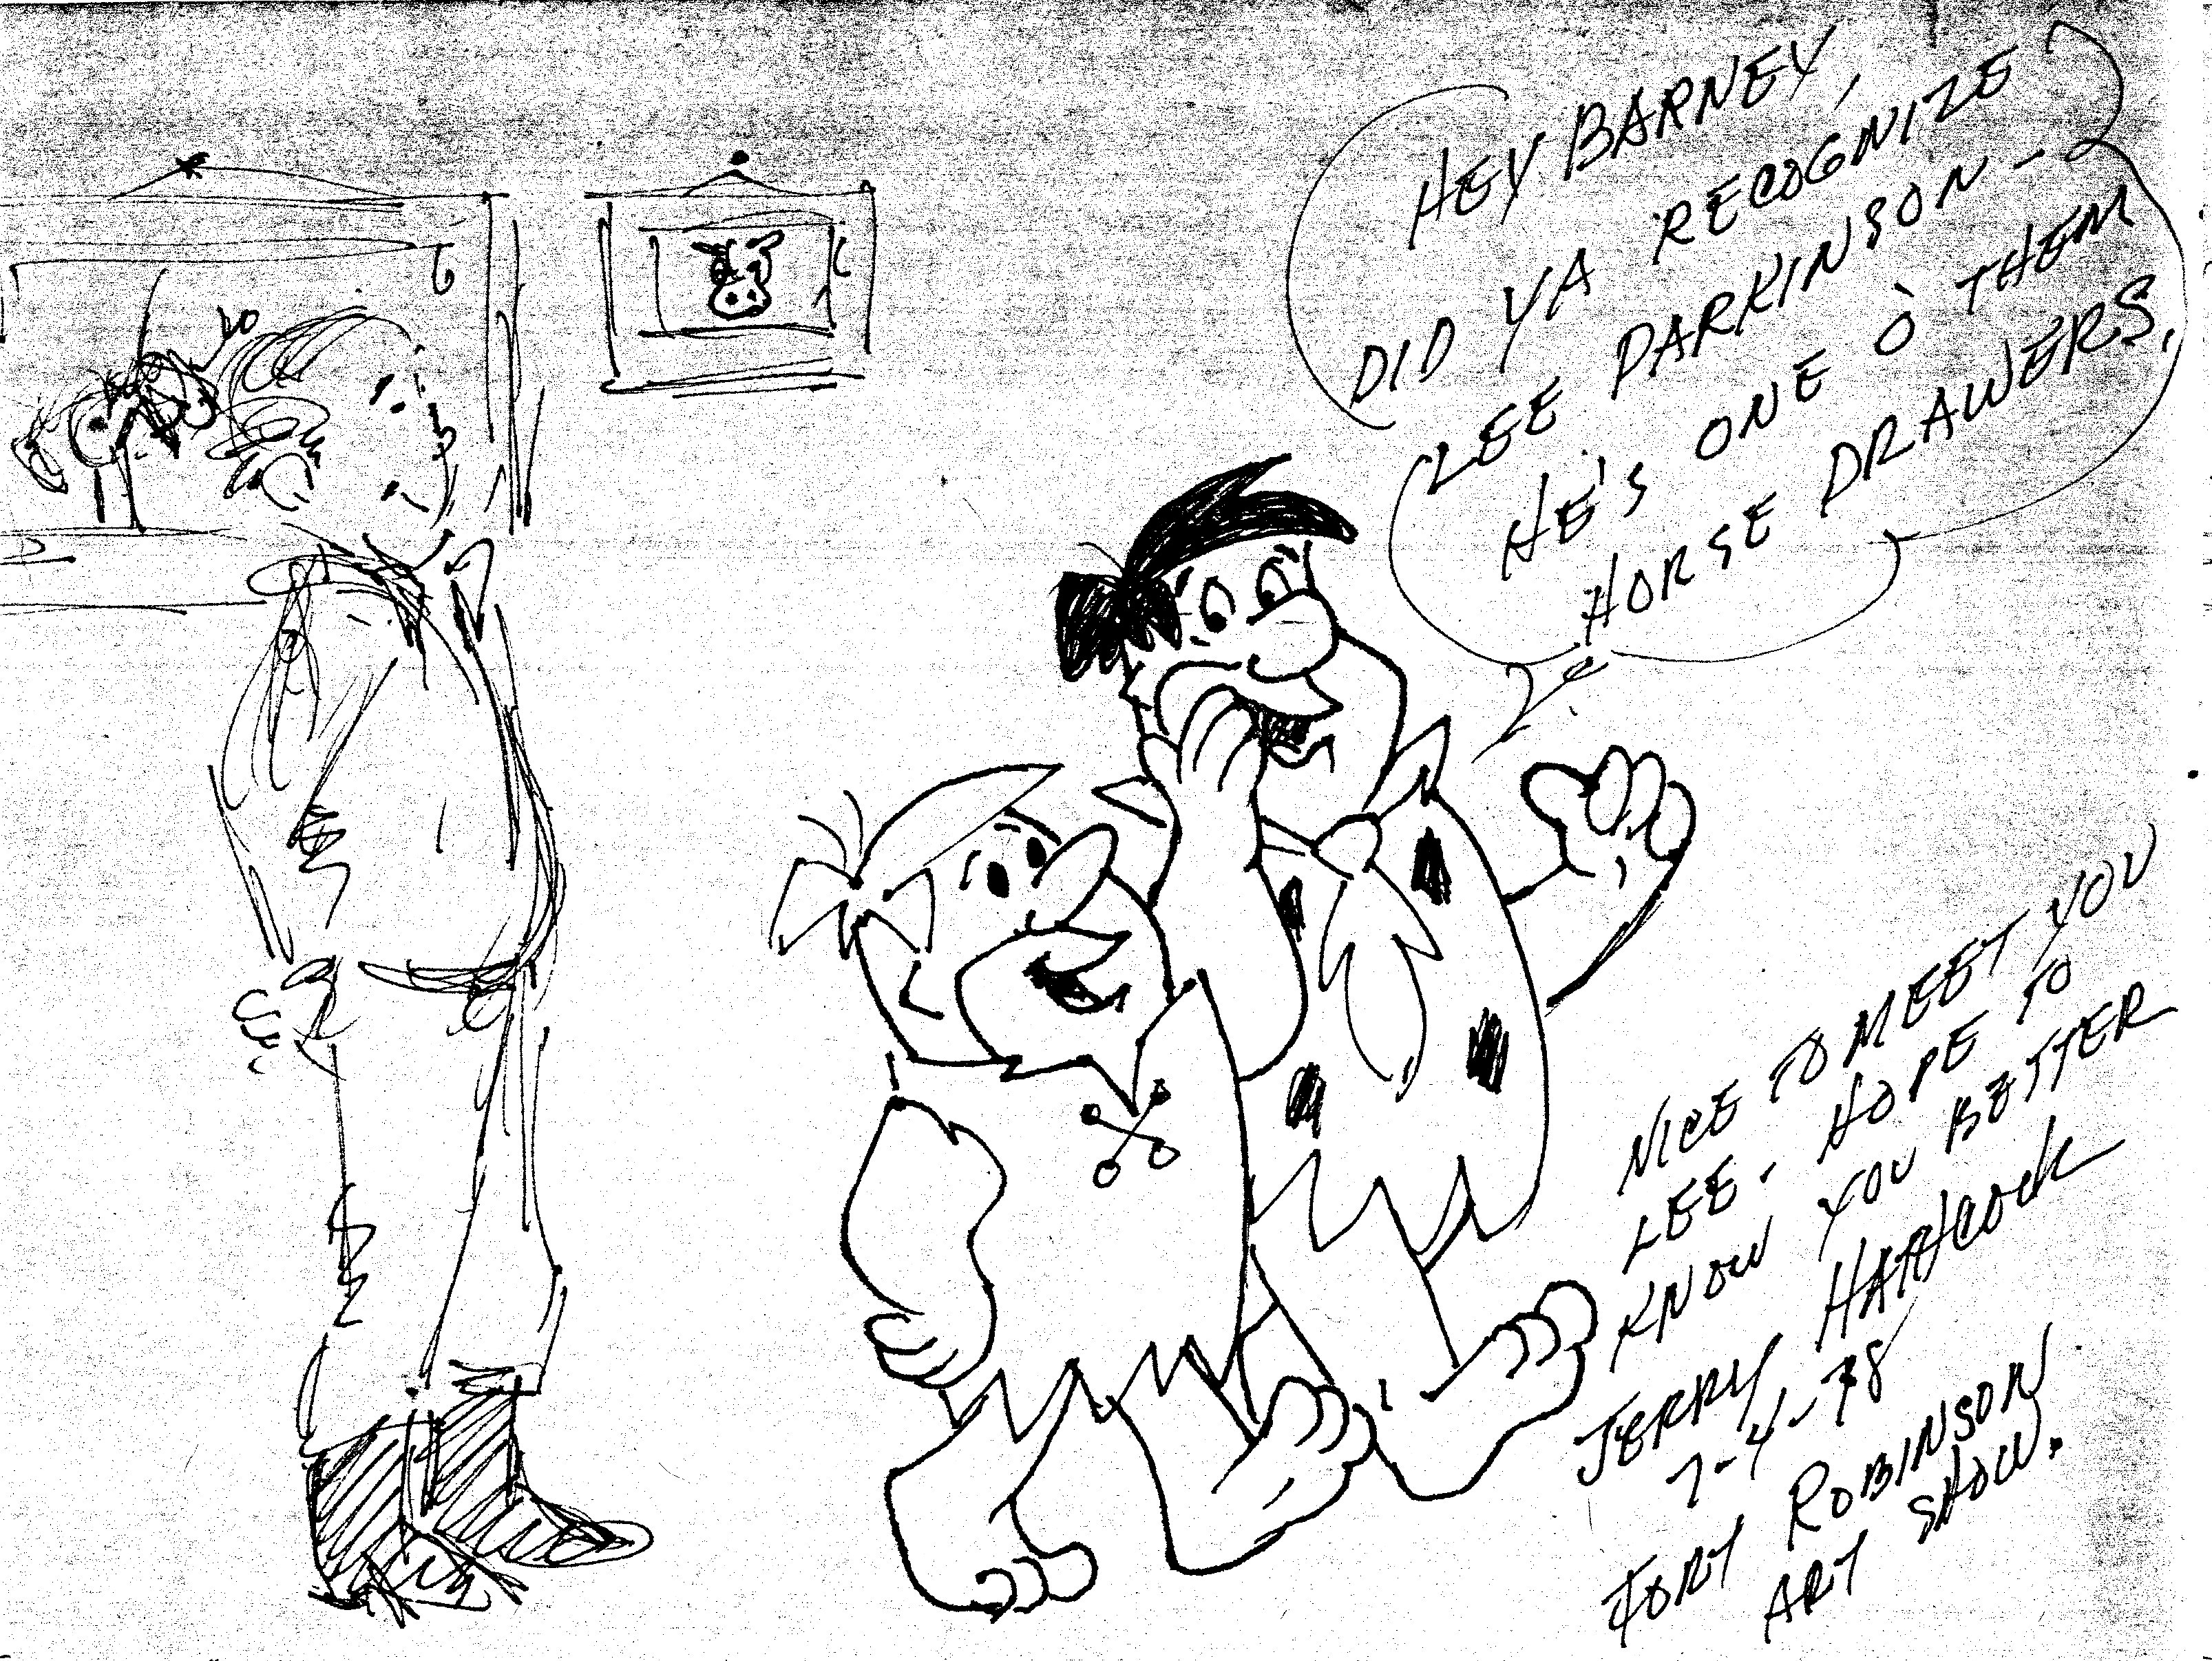 HEY BARNEY,
DID YA RECOGNIZE
LEE PARKINSON -
HE'S ONE O' THEM
HORSE DRAWERS.
NICE TO MEET YOU
LEE - HOPE TO
KNOW YOU BETTER
JERRY HATHCOCK
7-4-78
FORT ROBINSON
ART SHOW.